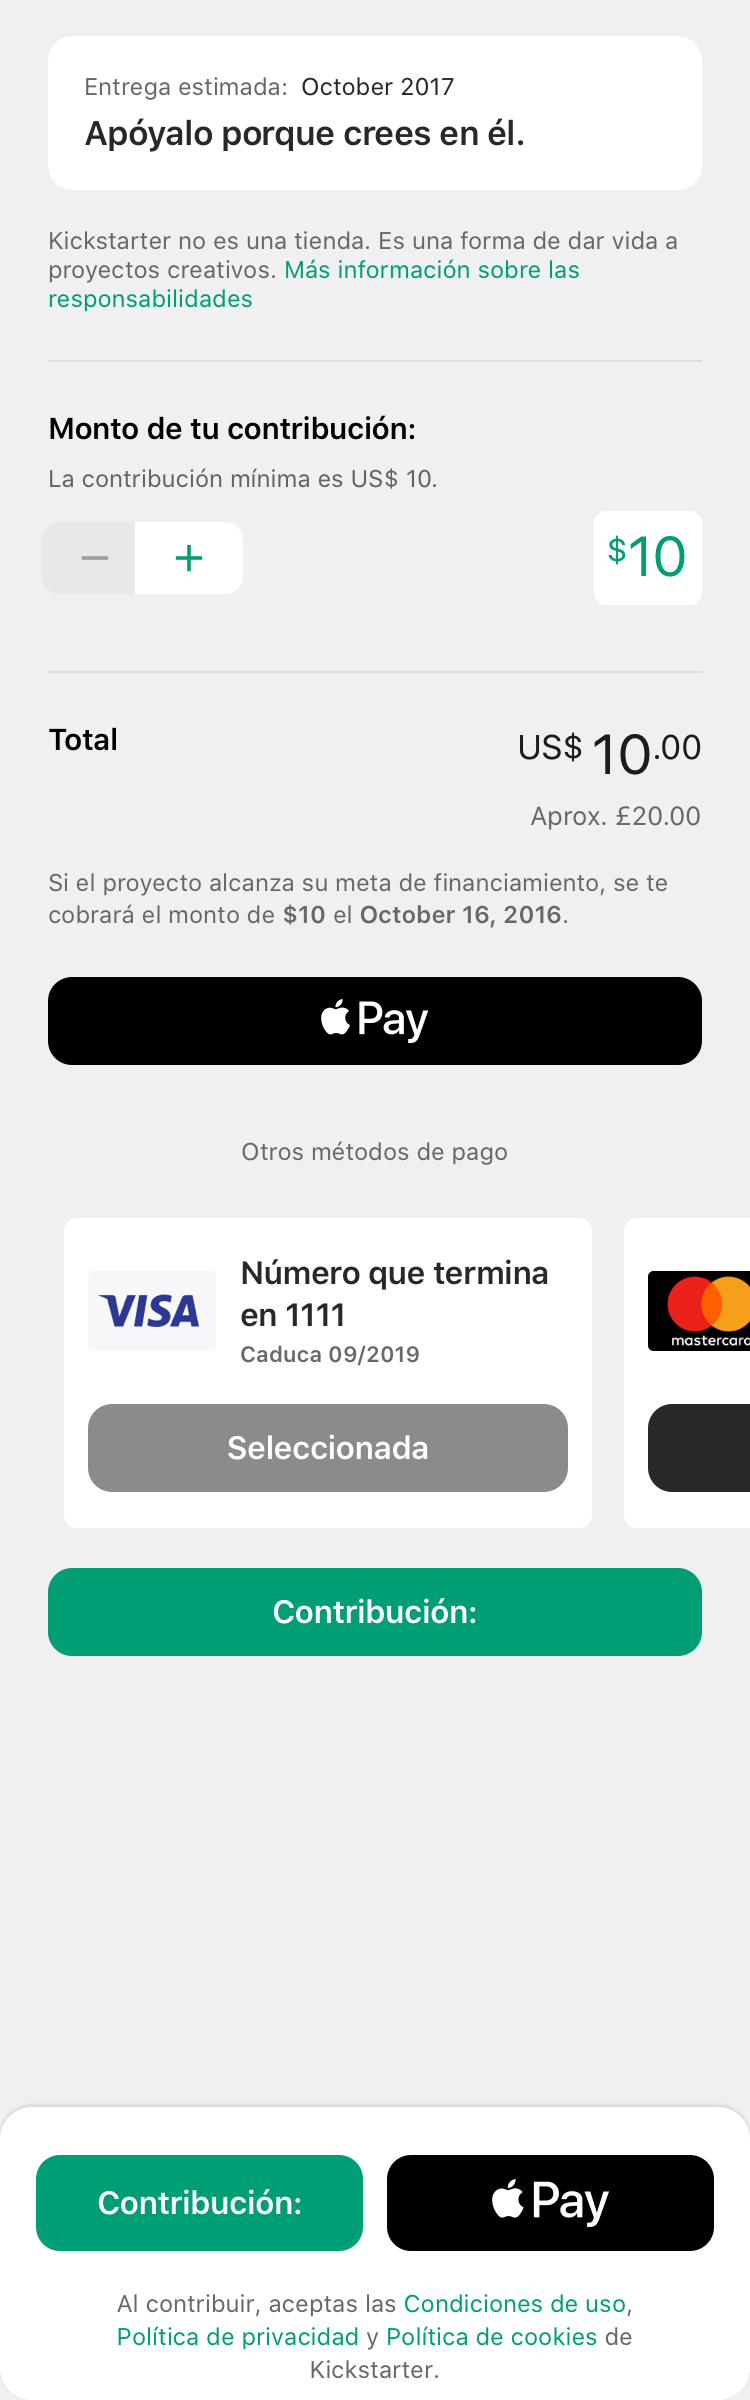 Entrega estimada: October 2017
Apóyalo porque crees en él.
Kickstarter no es una tienda. Es una forma de dar vida a
proyectos creativos. Más información sobre las
responsabilidades
Monto de tu contribución:
La contribución mínima es US$ 10.
$10
Total
US$ 10.00
Aprox. £20.00
Si el proyecto alcanza su meta de financiamiento, se te
cobrará el monto de $10 el October 16, 2016.
Pay
Otros métodos de pago
VISA
Número que termina
en 1111
Caduca 09/2019
Seleccionada
mastercard
Contribución:
Contribución:
Pay
Al contribuir, aceptas las Condiciones de uso,
Política de privacidad y Política de cookies de
Kickstarter.